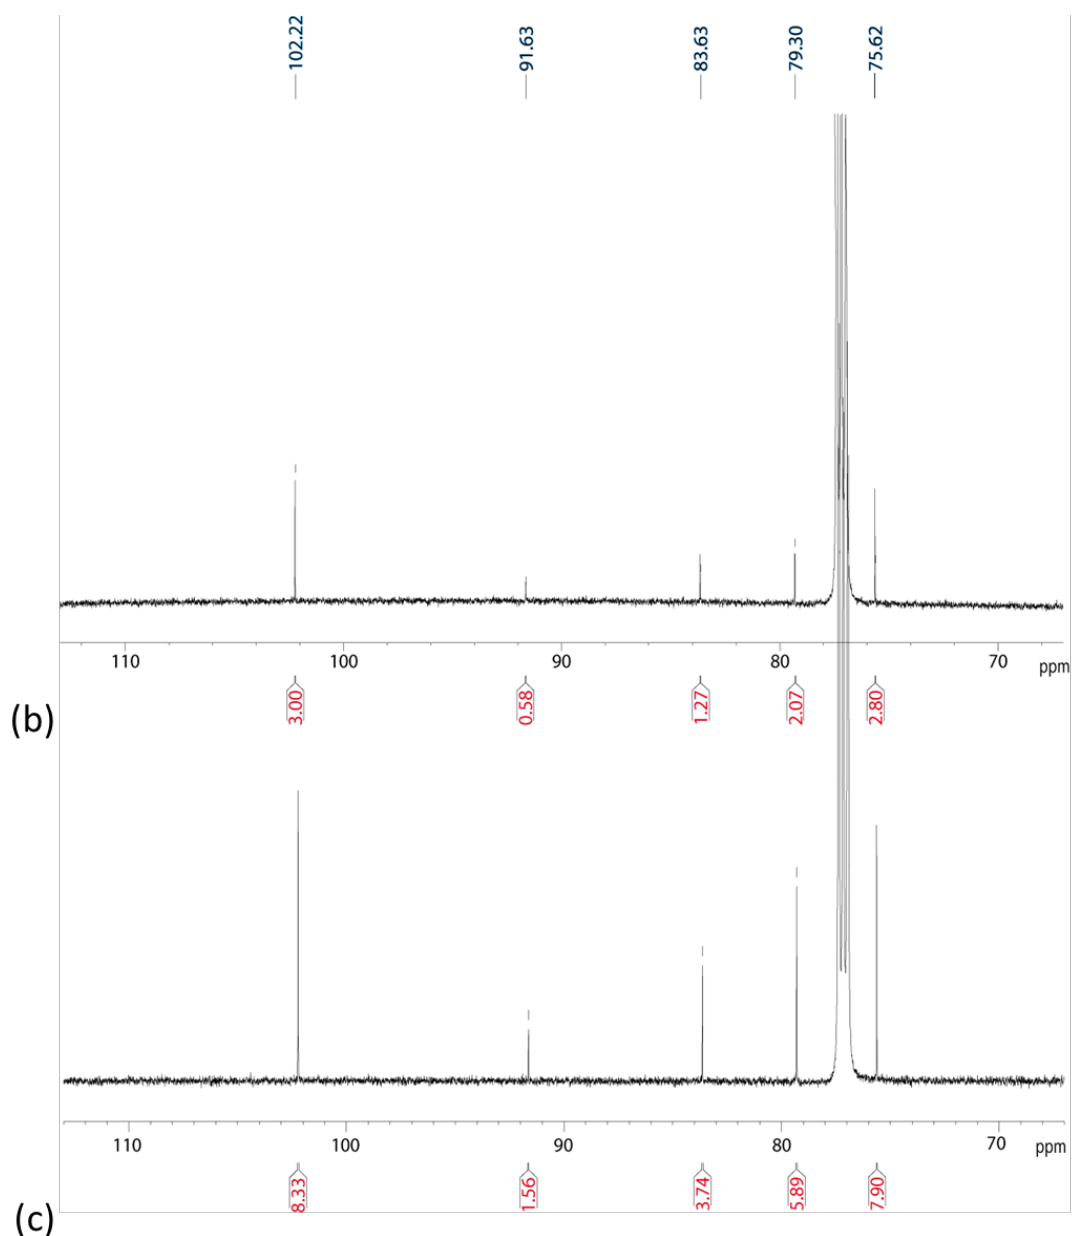 102.22 91.63 83.63 79.30 75.62
110 100 90 80 70 ppm
3.00 0.58 1.27 2.07 2.80
(b)
110 100 90 80 70 ppm
8.33 1.56 3.74 5.89 7.90
(c)